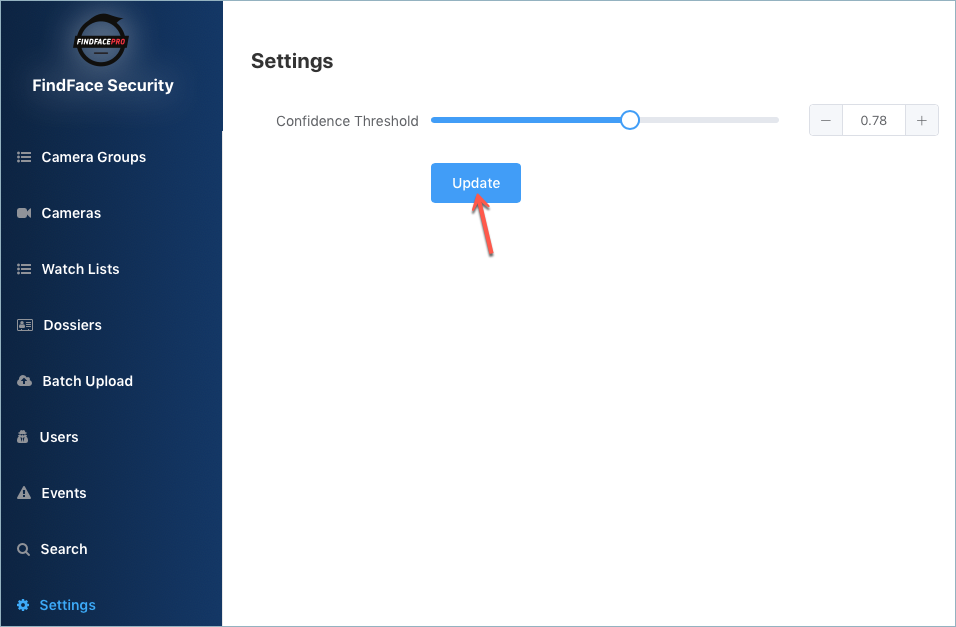 FINDFACEPRO
FindFace Security
Camera Groups
Cameras
Watch Lists
Dossiers
Batch Upload
Users
Events
Search
Settings
Settings
Confidence Threshold
0.78
Update